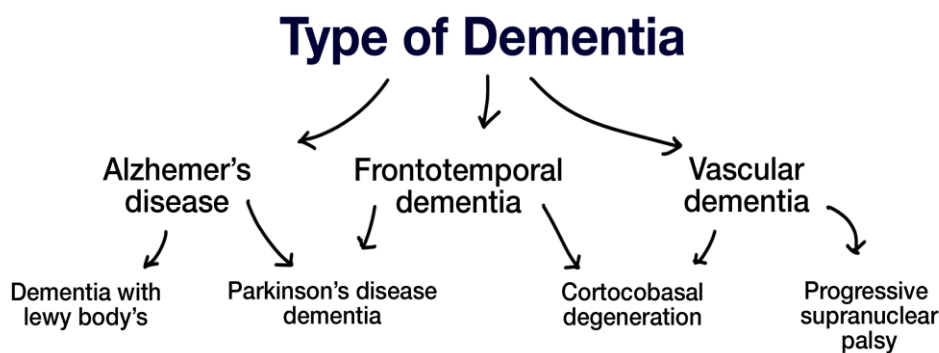 Type of Dementia
Alzhemer's
disease
Frontotemporal
dementia
Vascular
dementia
Dementia with
lewy body's
Parkinson's disease
dementia
Cortocobasal
degeneration
Progressive
supranuclear
palsy